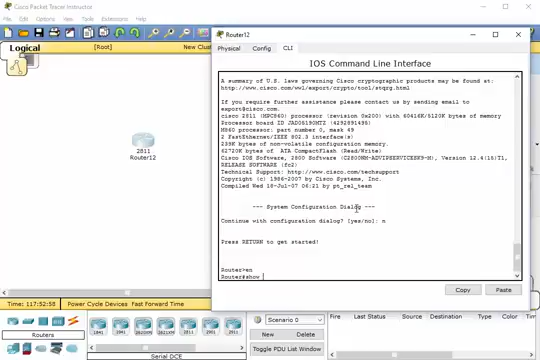 Cisco Packet Tracer Instructor
File Edit Options View Tools Extensions Help
Logical
[Root]
New Cluster
2811
Router12
Router12
Physical Config CLI
IOS Command Line Interface
A summary of U.S. laws governing Cisco cryptographic products may be found at:
http://www.cisco.com/wwl/export/crypto/tool/stqrg.html
If you require further assistance please contact us by sending email to
export@cisco.com.
cisco 2811 (MPC860) processor (revision 0x200) with 60416K/5120K bytes of memory
Processor board ID JAD05190MTZ (4292891495)
M860 processor: part number 0, mask 49
2 FastEthernet/IEEE 802.3 interface(s)
239K bytes of non-volatile configuration memory.
62720K bytes of ATA CompactFlash (Read/Write)
Cisco IOS Software, 2800 Software (C2800NM-ADVIPSERVICESK9-M), Version 12.4(15)T1,
RELEASE SOFTWARE (fc2)
Technical Support: http://www.cisco.com/techsupport
Copyright (c) 1986-2007 by Cisco Systems, Inc.
Compiled Wed 18-Jul-07 06:21 by pt_rel_team
--- System Configuration Dialog ---
Continue with configuration dialog? [yes/no]: n
Press RETURN to get started!
Router>en
Router#show
Copy Paste
Time: 117:52:58 Power Cycle Devices Fast Forward Time
Routers
1841 2620XM 2621XM 2811 2901 2911
Serial DCE
Scenario 0
New Delete
Toggle PDU List Window
Fire Last Status Source Destination Type Color